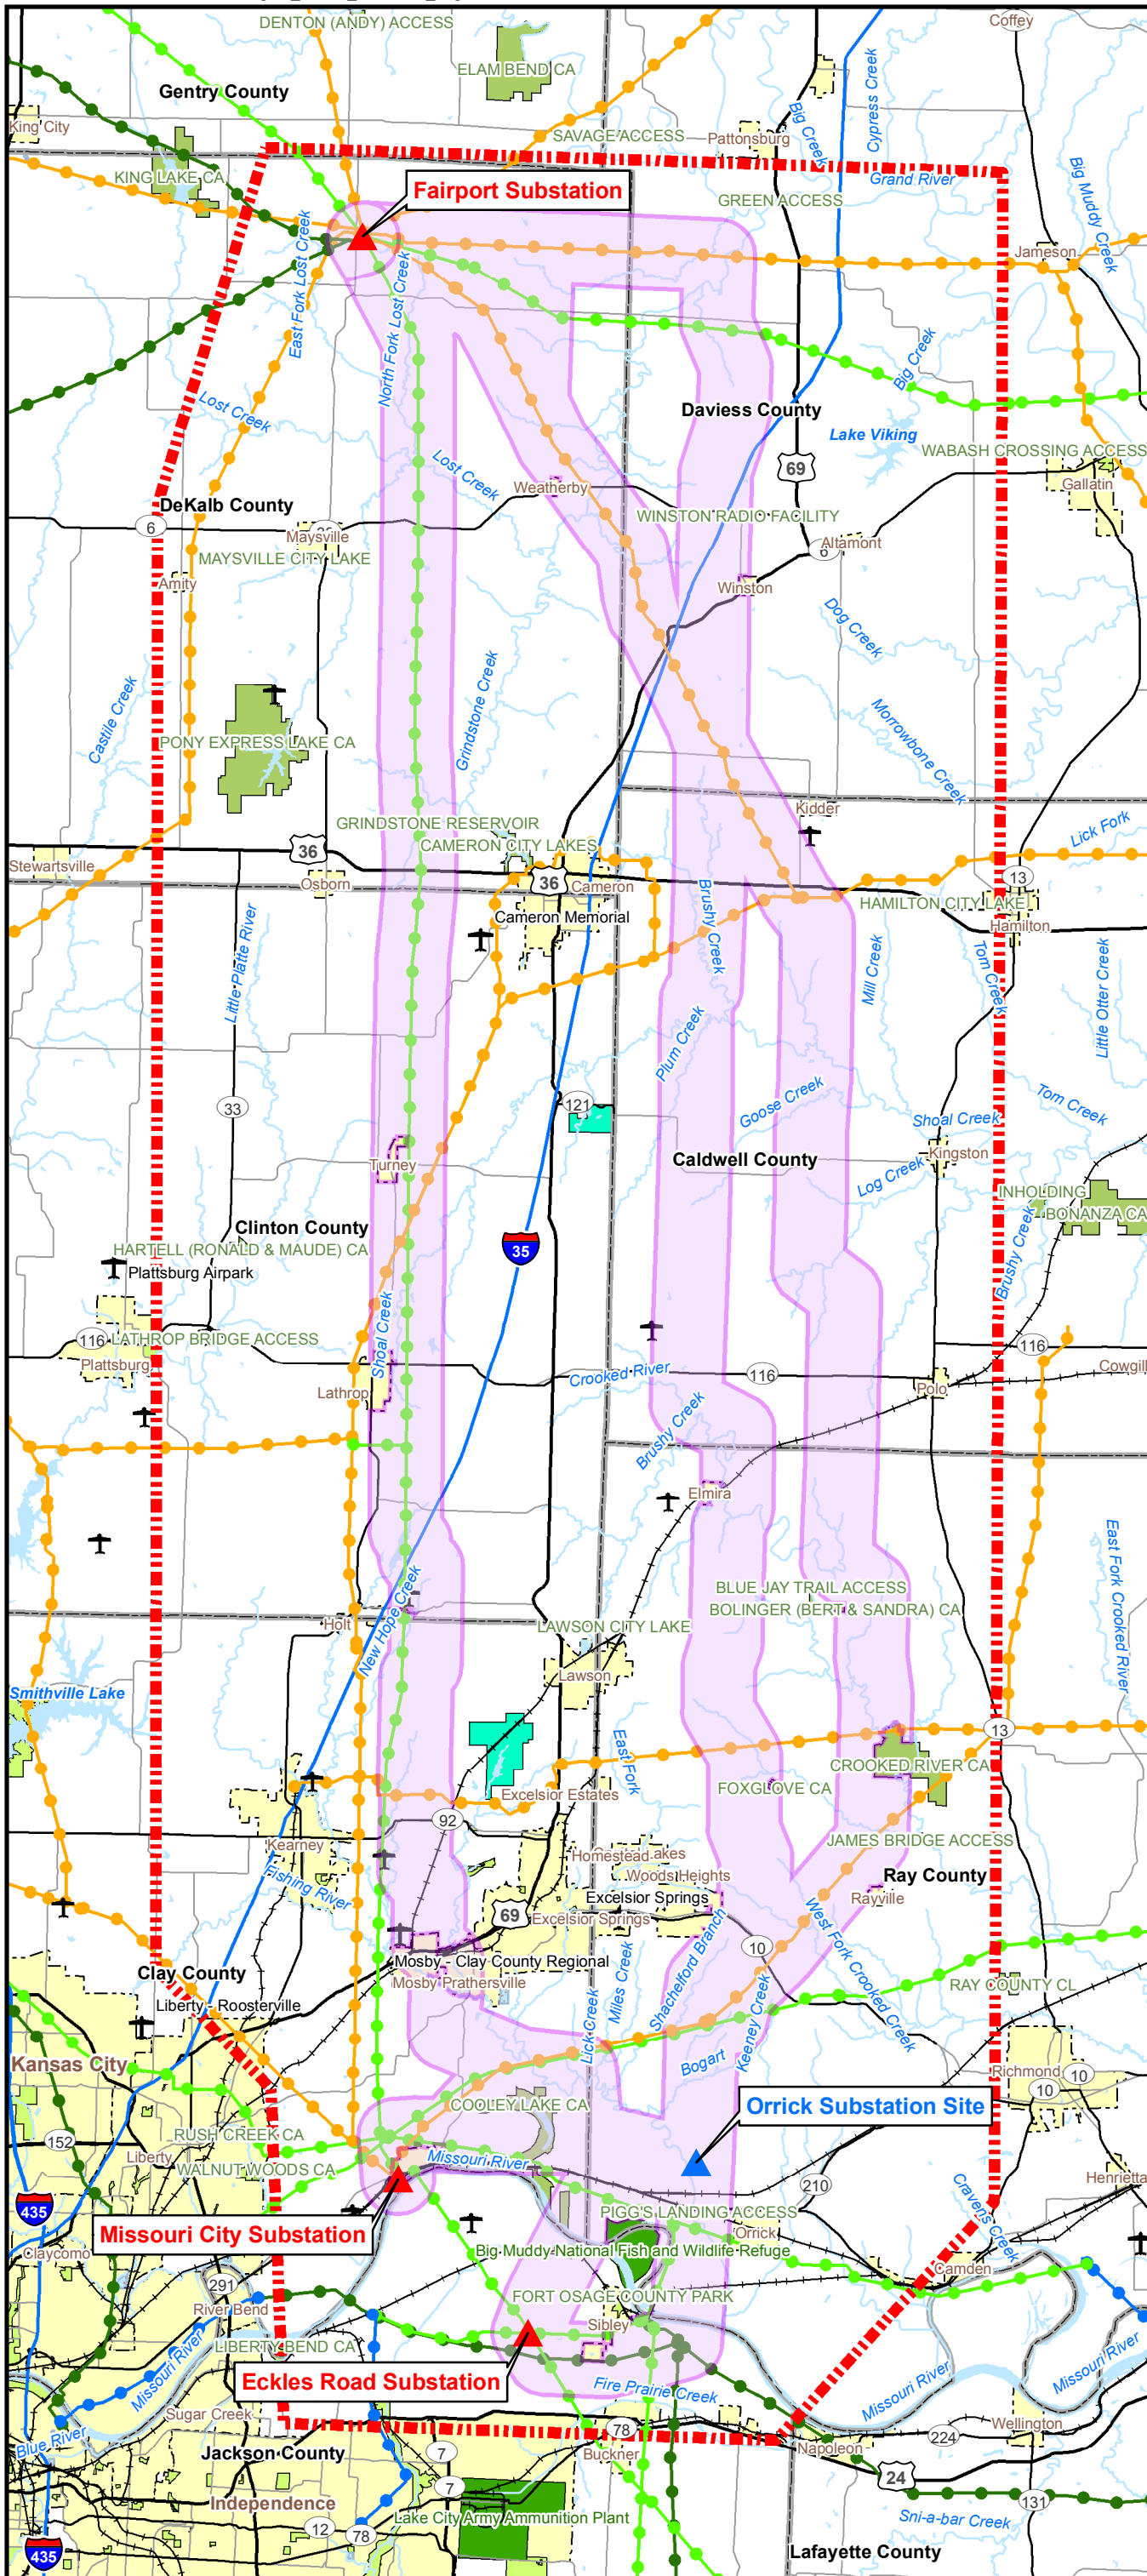 DENTON (ANDY) ACCESS
Coffey
ELAM BEND CA
Gentry County
King City
Big Creek
Cypress Creek
SAVAGE ACCESS
Pattonsburg
KING LAKE CA
Grand River
Big Muddy Creek
Fairport Substation
GREEN ACCESS
East Fork Lost Creek
North Fork Lost Creek
Jameson
Big Creek
Lost Creek
Daviess County
Lake Viking
WABASH CROSSING ACCESS
69
Lost Creek
Weatherby
Gallatin
DeKalb County
WINSTON RADIO FACILITY
6
Maysville
Altamont
6
MAYSVILLE CITY LAKE
Amity
Winston
Dog Creek
Castile Creek
Grindstone Creek
Morrowbone Creek
PONY EXPRESS LAKE CA
Kidder
GRINDSTONE RESERVOIR
CAMERON CITY LAKES
Lick Fork
36
Stewartsville
Osborn
36
Cameron
13
HAMILTON CITY LAKE
Cameron Memorial
Hamilton
Brushy Creek
Little Platte River
Mill Creek
Tom Creek
Little Otter Creek
Plum Creek
121
Goose Creek
Tom Creek
33
Shoal Creek
Kingston
Turney
Caldwell County
Log Creek
INHOLDING
BONANZA CA
Clinton County
HARTELL (RONALD & MAUDE) CA
35
Brushy Creek
Plattsburg Airpark
Shoal Creek
116
LATHROP BRIDGE ACCESS
116
Plattsburg
Crooked River
116
Cowgill
Lathrop
Polo
Brushy Creek
Elmira
East Fork Crooked River
New Hope Creek
BLUE JAY TRAIL ACCESS
BOLINGER (BERT & SANDRA) CA
Holt
LAWSON CITY LAKE
Lawson
Smithville Lake
13
East Fork
CROOKED RIVER CA
Excelsior Estates
FOXGLOVE CA
92
JAMES BRIDGE ACCESS
Kearney
Homestead
akes
Woods Heights
Ray County
Fishing River
Excelsior Springs
Rayville
69
Excelsior Springs
West Fork Crooked Creek
10
Mosby - Clay County Regional
Miles Creek
Shackelford Branch
Clay County
Mosby
Prathersville
RAY COUNTY CL
Liberty - Roosterville
Lick Creek
Keeney Creek
Kansas City
Bogart
Richmond
10
10
COOLEY LAKE CA
Orrick Substation Site
RUSH CREEK CA
152
Liberty
Missouri River
WALNUT WOODS CA
210
Henrietta
435
Cravens Creek
PIGG'S LANDING ACCESS
Missouri City Substation
Orrick
Claycomo
Big Muddy National Fish and Wildlife Refuge
Camden
291
FORT OSAGE COUNTY PARK
River Bend
Sibley
LIBERTY BEND CA
Missouri River
Eckles Road Substation
Fire Prairie Creek
Missouri River
Missouri River
Sugar Creek
Blue River
78
Wellington
224
Jackson County
7
Buckner
Napoleon
7
24
Independence
Lake City Army Ammunition Plant
131
Sni-a-bar Creek
12
78
435
Lafayette County